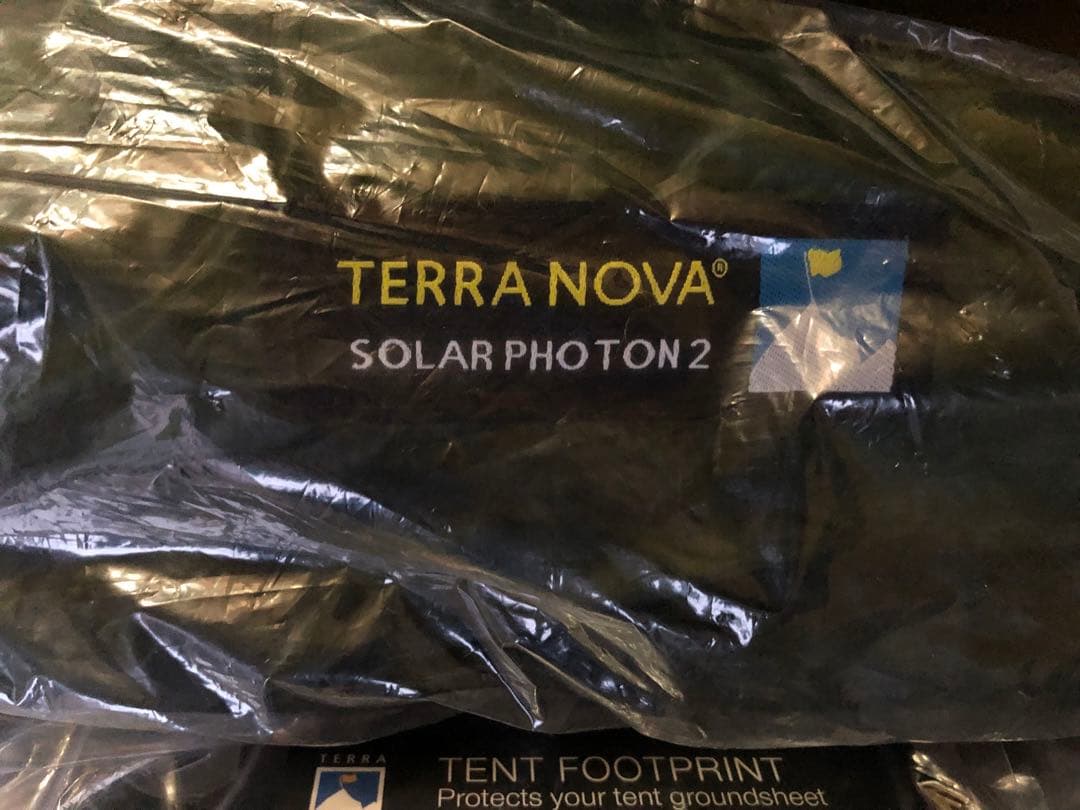 TERRA NOVA®
SOLAR PHOTON 2
TERRA
TENT FOOTPRINT
Protects your tent groundsheet